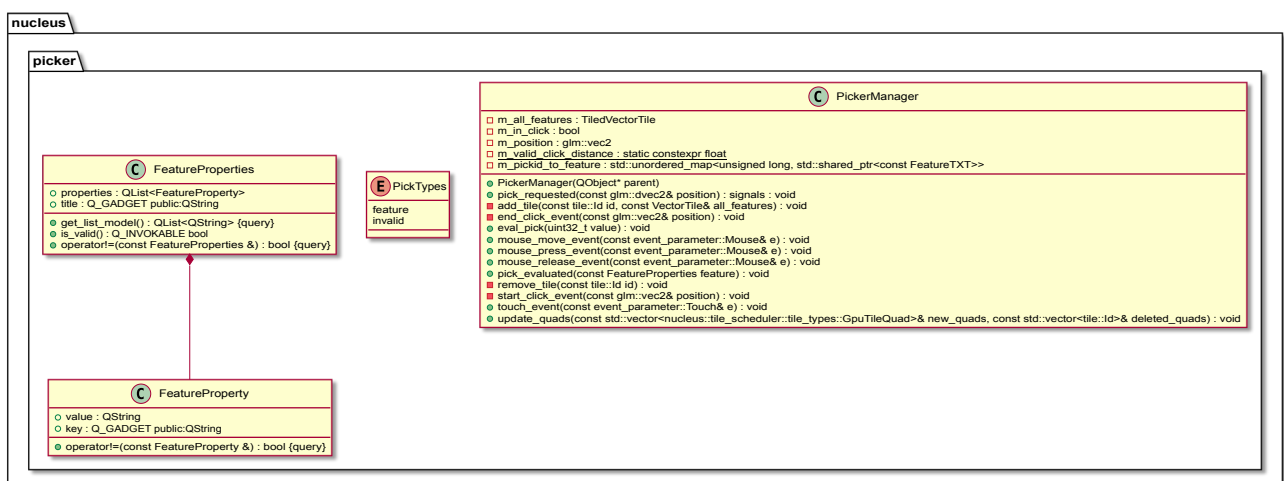 nucleus
picker
C FeatureProperties
properties : QList<FeatureProperty>
title : Q_GADGET public:QString
get_list_model() : QList<QString> {query}
is_valid() : Q_INVOKABLE bool
operator!=(const FeatureProperties &) : bool {query}
E PickTypes
feature
invalid
C PickerManager
m_all_features : TiledVectorTile
m_in_click : bool
m_position : glm::vec2
m_valid_click_distance : static constexpr float
m_pickid_to_feature : std::unordered_map<unsigned long, std::shared_ptr<const FeatureTXT>>
PickerManager(QObject* parent)
pick_requested(const glm::dvec2& position) : signals : void
add_tile(const tile::Id id, const VectorTile& all_features) : void
end_click_event(const glm::vec2& position) : void
eval_pick(uint32_t value) : void
mouse_move_event(const event_parameter::Mouse& e) : void
mouse_press_event(const event_parameter::Mouse& e) : void
mouse_release_event(const event_parameter::Mouse& e) : void
pick_evaluated(const FeatureProperties feature) : void
remove_tile(const tile::Id id) : void
start_click_event(const glm::vec2& position) : void
touch_event(const event_parameter::Touch& e) : void
update_quads(const std::vector<nucleus::tile_scheduler::tile_types::GpuTileQuad>& new_quads, const std::vector<tile::Id>& deleted_quads) : void
C FeatureProperty
value : QString
key : Q_GADGET public:QString
operator!=(const FeatureProperty &) : bool {query}